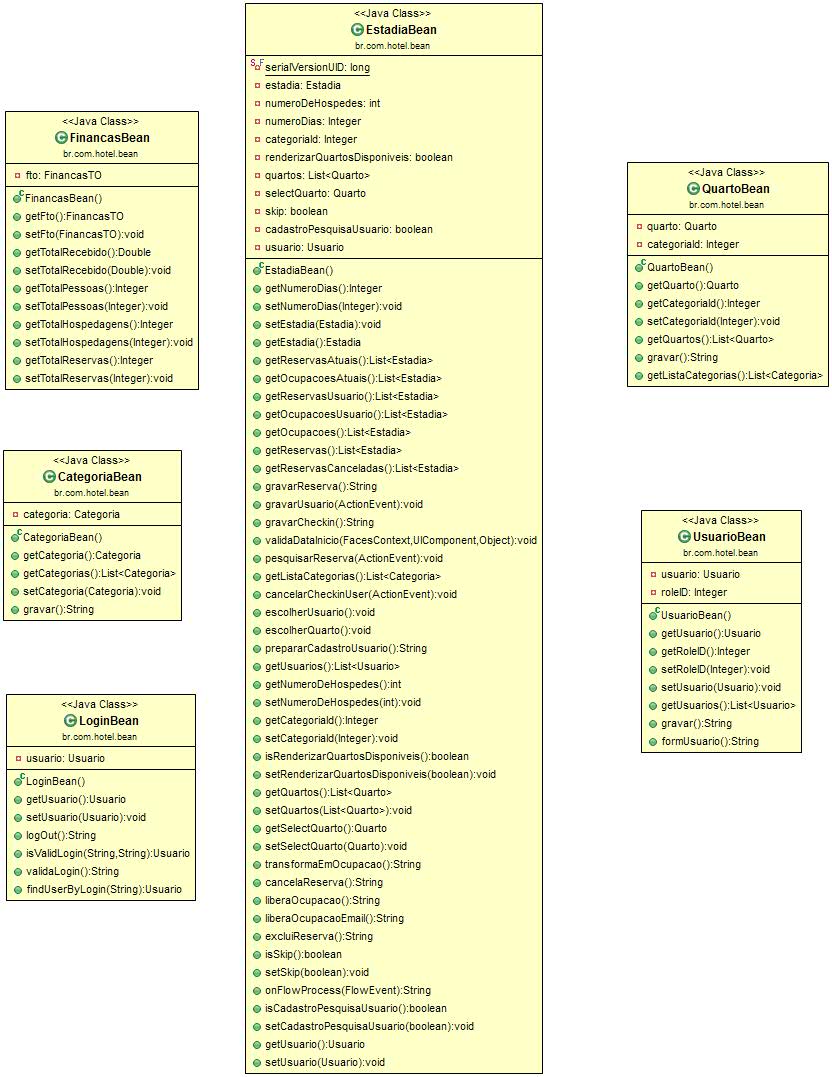 <<Java Class>>
EstadiaBean
br.com.hotel.bean
serialVersionUID: long
estadia: Estadia
numeroDeHospedes: int
numeroDias: Integer
categoriaId: Integer
renderizarQuartosDisponiveis: boolean
quartos: List<Quarto>
selectQuarto: Quarto
skip: boolean
cadastroPesquisaUsuario: boolean
usuario: Usuario
EstadiaBean()
getNumeroDias():Integer
setNumeroDias(Integer):void
setEstadia(Estadia):void
getEstadia():Estadia
getReservasAtuais():List<Estadia>
getOcupacoesAtuais():List<Estadia>
getReservasUsuario():List<Estadia>
getOcupacoesUsuario():List<Estadia>
getOcupacoes():List<Estadia>
getReservas():List<Estadia>
getReservasCanceladas():List<Estadia>
gravarReserva():String
gravarUsuario(ActionEvent):void
gravarCheckin():String
validaDataInicio(FacesContext,UIComponent,Object):void
pesquisarReserva(ActionEvent):void
getListaCategorias():List<Categoria>
cancelarCheckinUser(ActionEvent):void
escolherUsuario():void
escolherQuarto():void
prepararCadastroUsuario():String
getUsuarios():List<Usuario>
getNumeroDeHospedes():int
setNumeroDeHospedes(int):void
getCategoriaId():Integer
setCategoriaId(Integer):void
isRenderizarQuartosDisponiveis():boolean
setRenderizarQuartosDisponiveis(boolean):void
getQuartos():List<Quarto>
setQuartos(List<Quarto>):void
getSelectQuarto():Quarto
setSelectQuarto(Quarto):void
transformaEmOcupacao():String
cancelaReserva():String
liberaOcupacao():String
liberaOcupacaoEmail():String
excluiReserva():String
isSkip():boolean
setSkip(boolean):void
onFlowProcess(FlowEvent):String
isCadastroPesquisaUsuario():boolean
setCadastroPesquisaUsuario(boolean):void
getUsuario():Usuario
setUsuario(Usuario):void
<<Java Class>>
FinancasBean
br.com.hotel.bean
fto: FinancasTO
FinancasBean()
getFto():FinancasTO
setFto(FinancasTO):void
getTotalRecebido():Double
setTotalRecebido(Double):void
getTotalPessoas():Integer
setTotalPessoas(Integer):void
getTotalHospedagens():Integer
setTotalHospedagens(Integer):void
getTotalReservas():Integer
setTotalReservas(Integer):void
<<Java Class>>
CategoriaBean
br.com.hotel.bean
categoria: Categoria
CategoriaBean()
getCategoria():Categoria
getCategorias():List<Categoria>
setCategoria(Categoria):void
gravar():String
<<Java Class>>
LoginBean
br.com.hotel.bean
usuario: Usuario
LoginBean()
getUsuario():Usuario
setUsuario(Usuario):void
logOut():String
isValidLogin(String,String):Usuario
validaLogin():String
findUserByLogin(String):Usuario
<<Java Class>>
QuartoBean
br.com.hotel.bean
quarto: Quarto
categoriaId: Integer
QuartoBean()
getQuarto():Quarto
getCategoriaId():Integer
setCategoriaId(Integer):void
getQuartos():List<Quarto>
gravar():String
getListaCategorias():List<Categoria>
<<Java Class>>
UsuarioBean
br.com.hotel.bean
usuario: Usuario
roleID: Integer
UsuarioBean()
getUsuario():Usuario
getRoleID():Integer
setRoleID(Integer):void
setUsuario(Usuario):void
getUsuarios():List<Usuario>
gravar():String
formUsuario():String